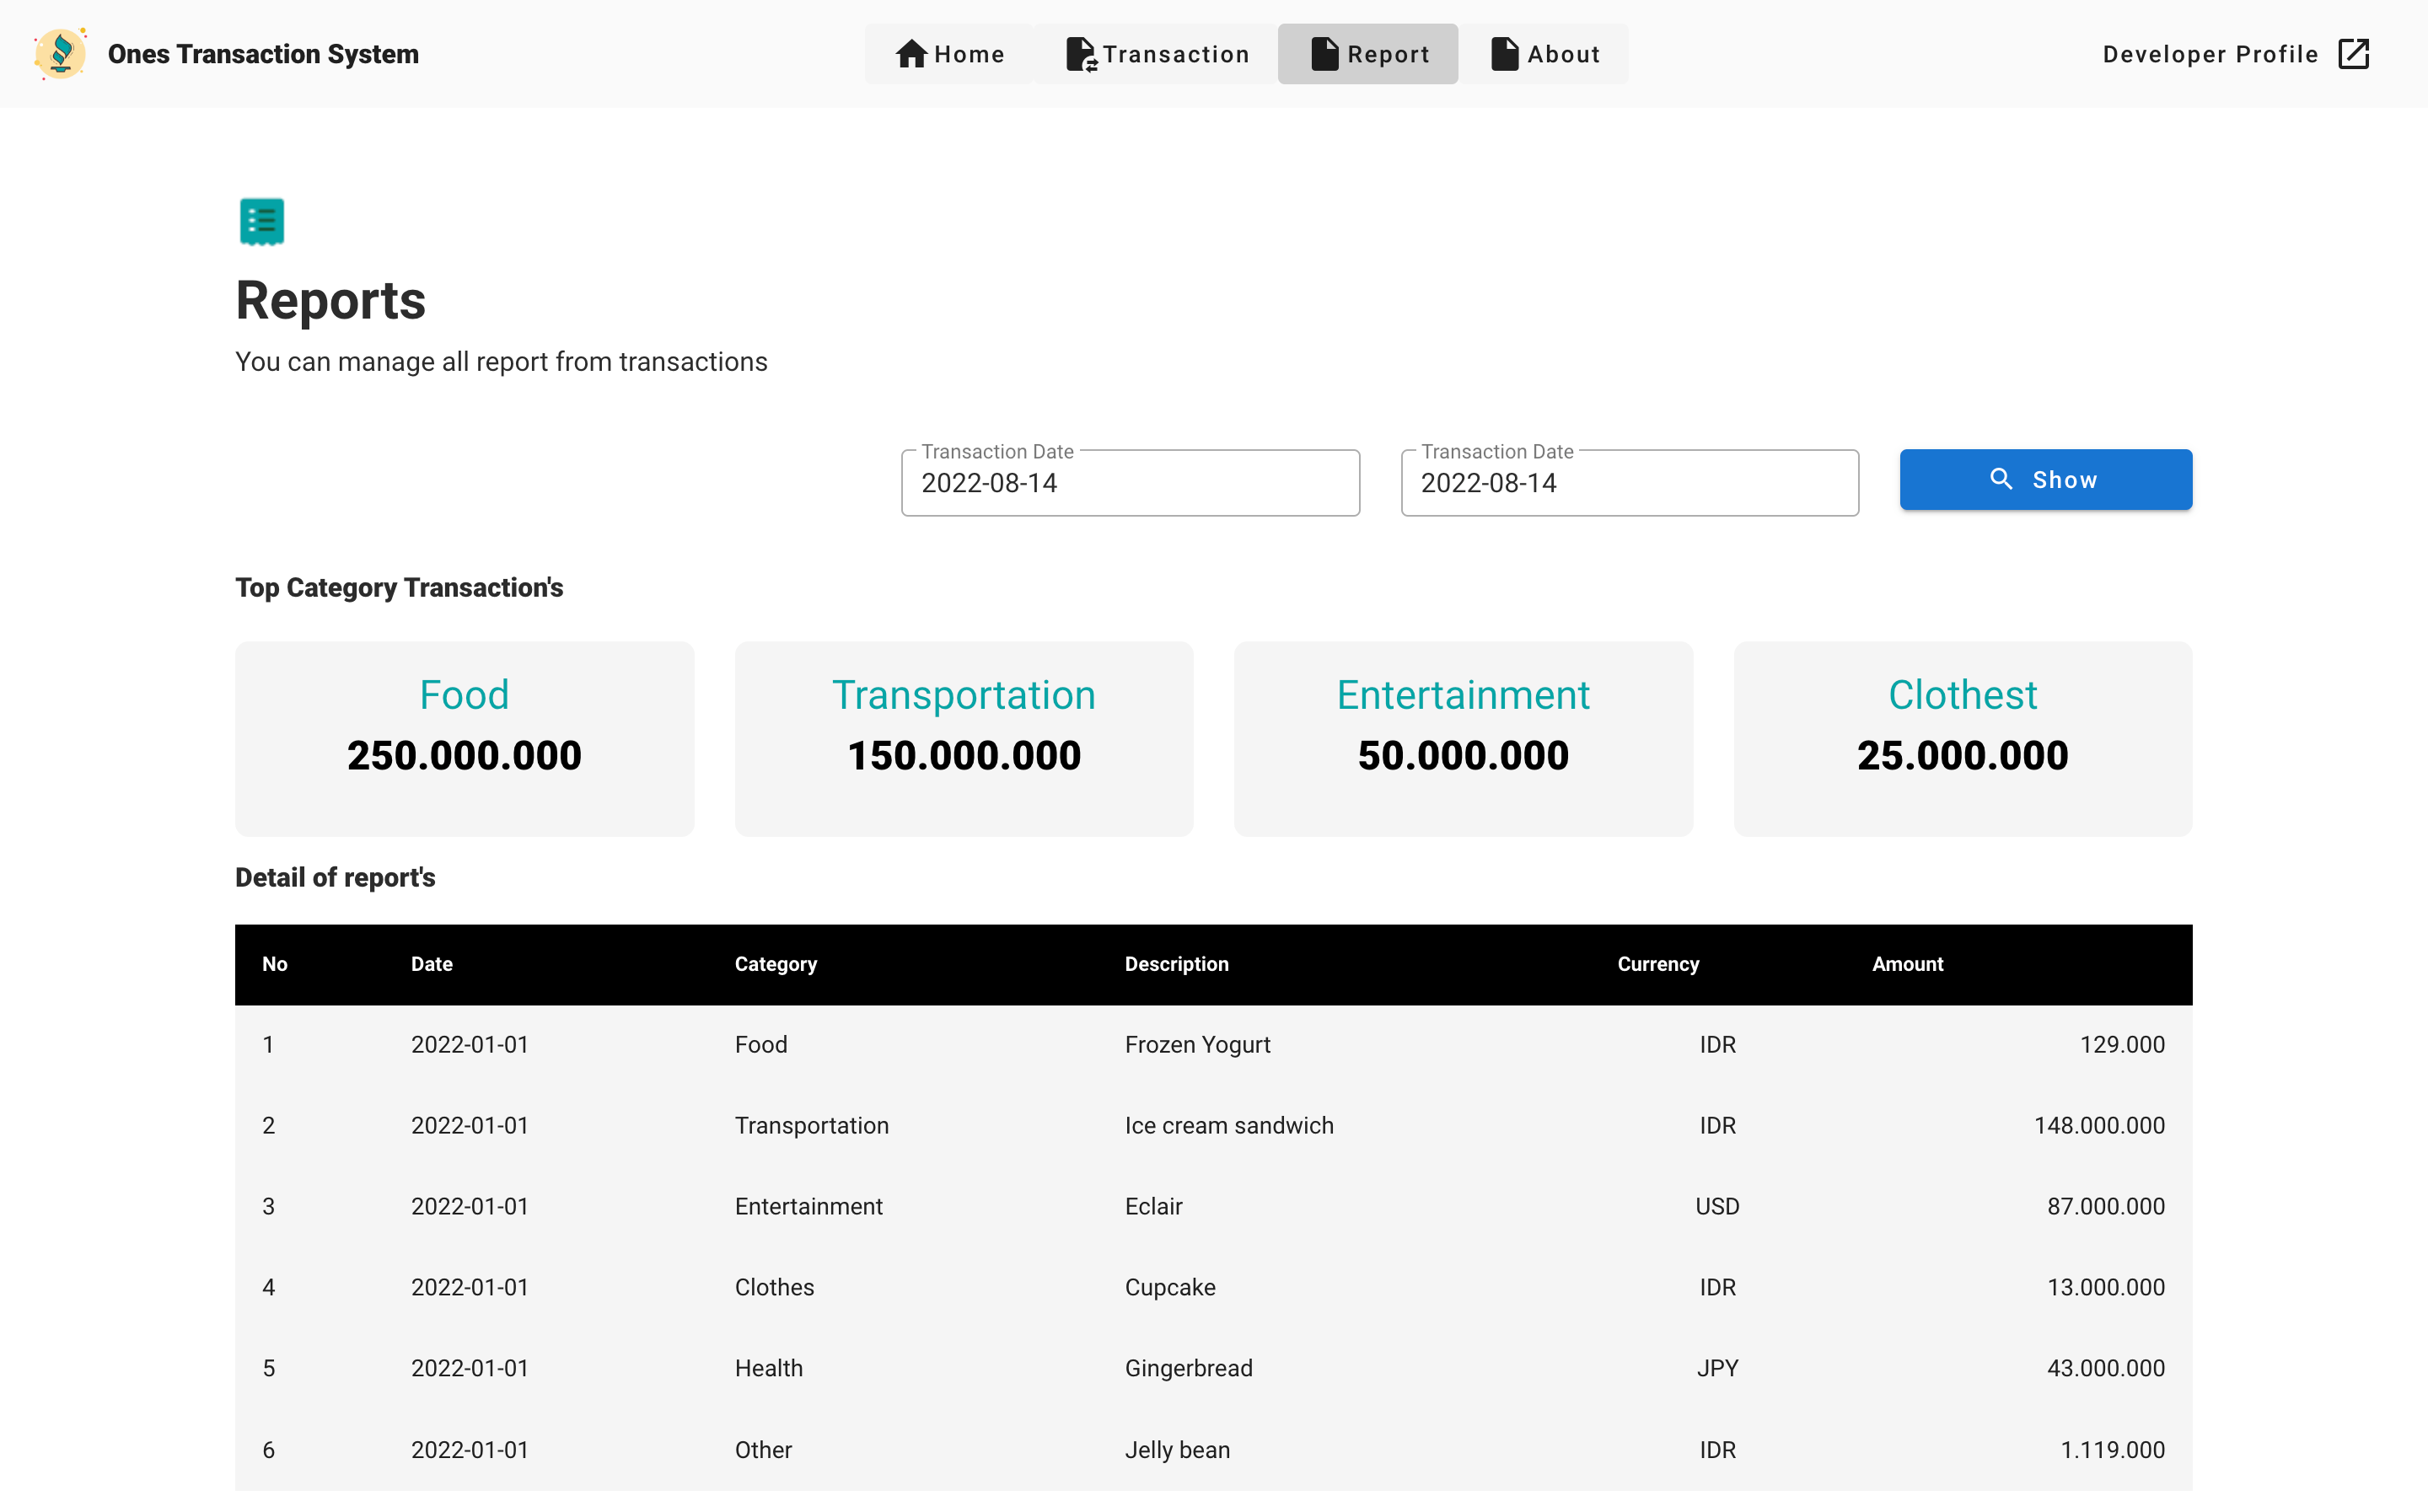 Ones Transaction System
Home Transaction Report About
Developer Profile
Reports
You can manage all report from transactions
Transaction Date Transaction Date
2022-08-14 2022-08-14 Show
Top Category Transaction's
Food Transportation Entertainment Clothest
250.000.000 150.000.000 50.000.000 25.000.000
Detail of report's
No Date Category Description Currency Amount
1 2022-01-01 Food Frozen Yogurt IDR 129.000
2 2022-01-01 Transportation Ice cream sandwich IDR 148.000.000
3 2022-01-01 Entertainment Eclair USD 87.000.000
4 2022-01-01 Clothes Cupcake IDR 13.000.000
5 2022-01-01 Health Gingerbread JPY 43.000.000
6 2022-01-01 Other Jelly bean IDR 1.119.000